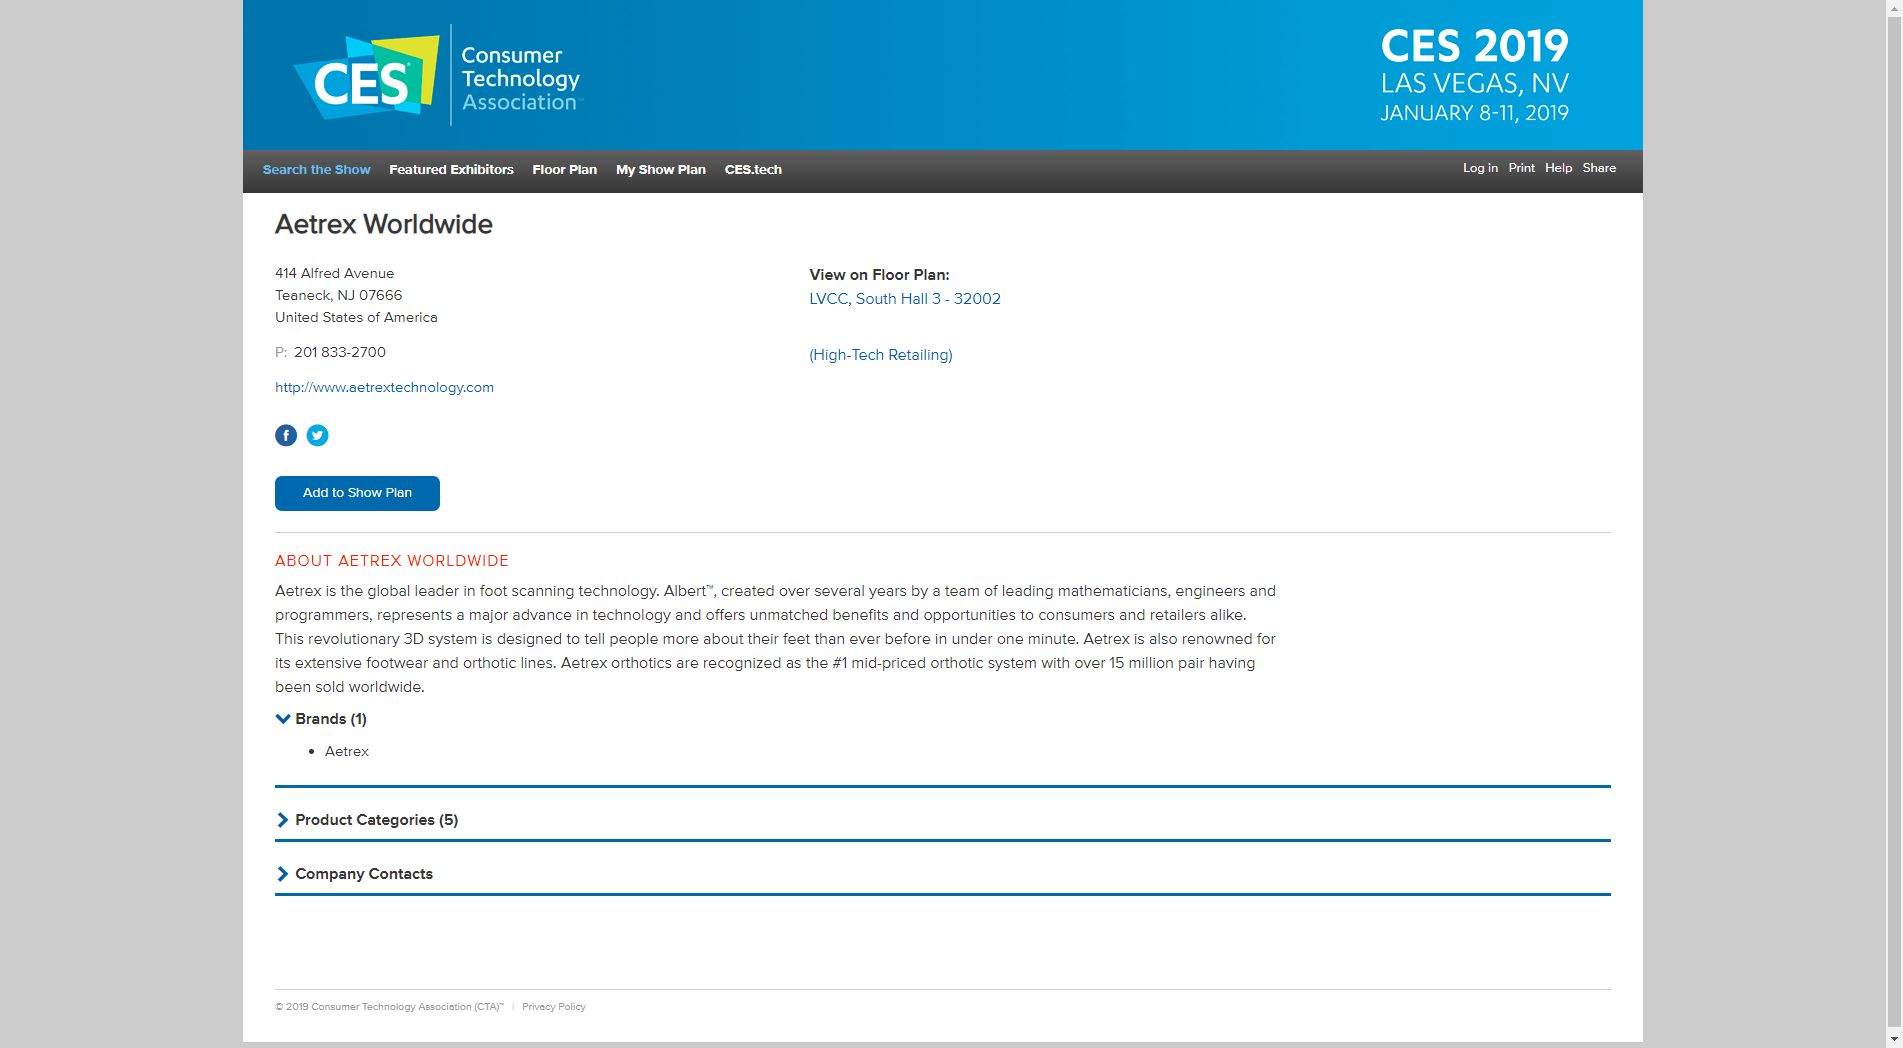 CES®
Consumer
Technology
Association™
CES 2019
LAS VEGAS, NV
JANUARY 8-11, 2019
Search the Show Featured Exhibitors Floor Plan My Show Plan CES.tech
Log in Print Help Share
Aetrex Worldwide
414 Alfred Avenue
Teaneck, NJ 07666
United States of America
P: 201 833-2700
http://www.aetrextechnology.com
View on Floor Plan:
LVCC, South Hall 3 - 32002
(High-Tech Retailing)
Add to Show Plan
ABOUT AETREX WORLDWIDE
Aetrex is the global leader in foot scanning technology. Albert™, created over several years by a team of leading mathematicians, engineers and
programmers, represents a major advance in technology and offers unmatched benefits and opportunities to consumers and retailers alike.
This revolutionary 3D system is designed to tell people more about their feet than ever before in under one minute. Aetrex is also renowned for
its extensive footwear and orthotic lines. Aetrex orthotics are recognized as the #1 mid-priced orthotic system with over 15 million pair having
been sold worldwide.
Brands (1)
• Aetrex
Product Categories (5)
Company Contacts
© 2019 Consumer Technology Association (CTA)™ | Privacy Policy